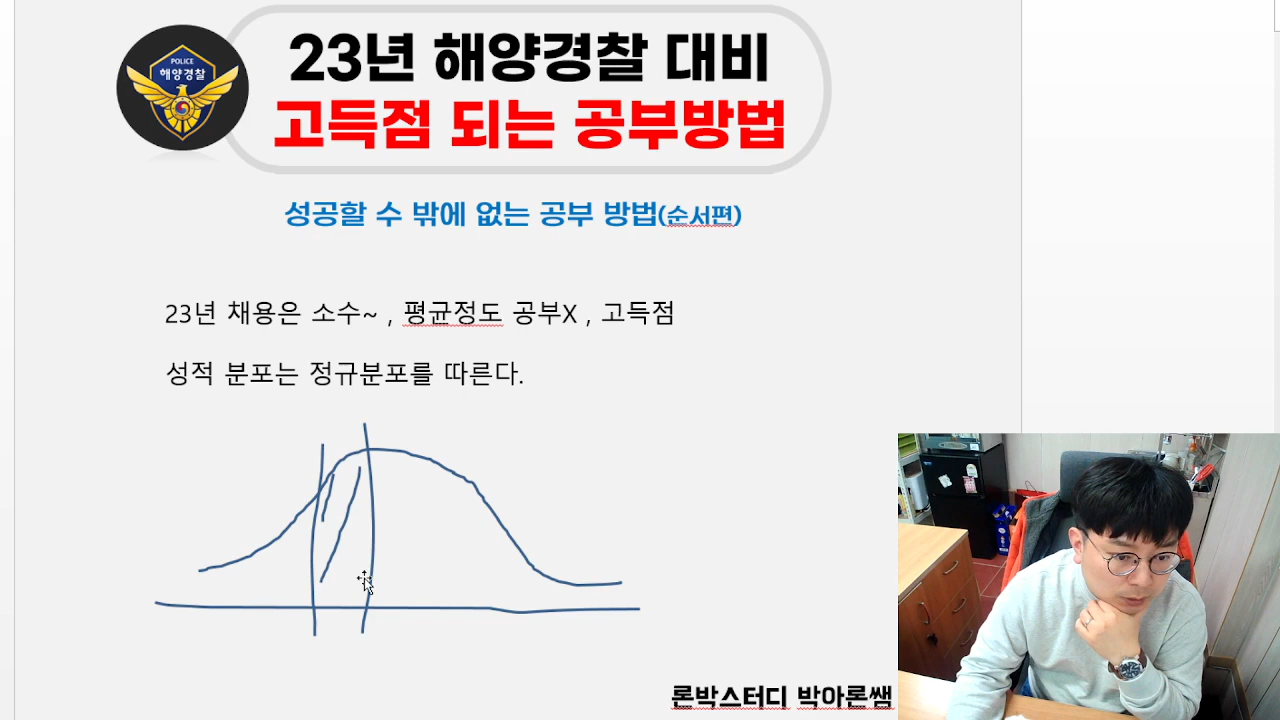 POLICE
해양경찰
23년 해양경찰 대비
고득점 되는 공부방법
성공할 수 밖에 없는 공부 방법(순서편)
23년 채용은 소수~ , 평균정도 공부X , 고득점
성적 분포는 정규분포를 따른다.
론박스터디 박아론쌤